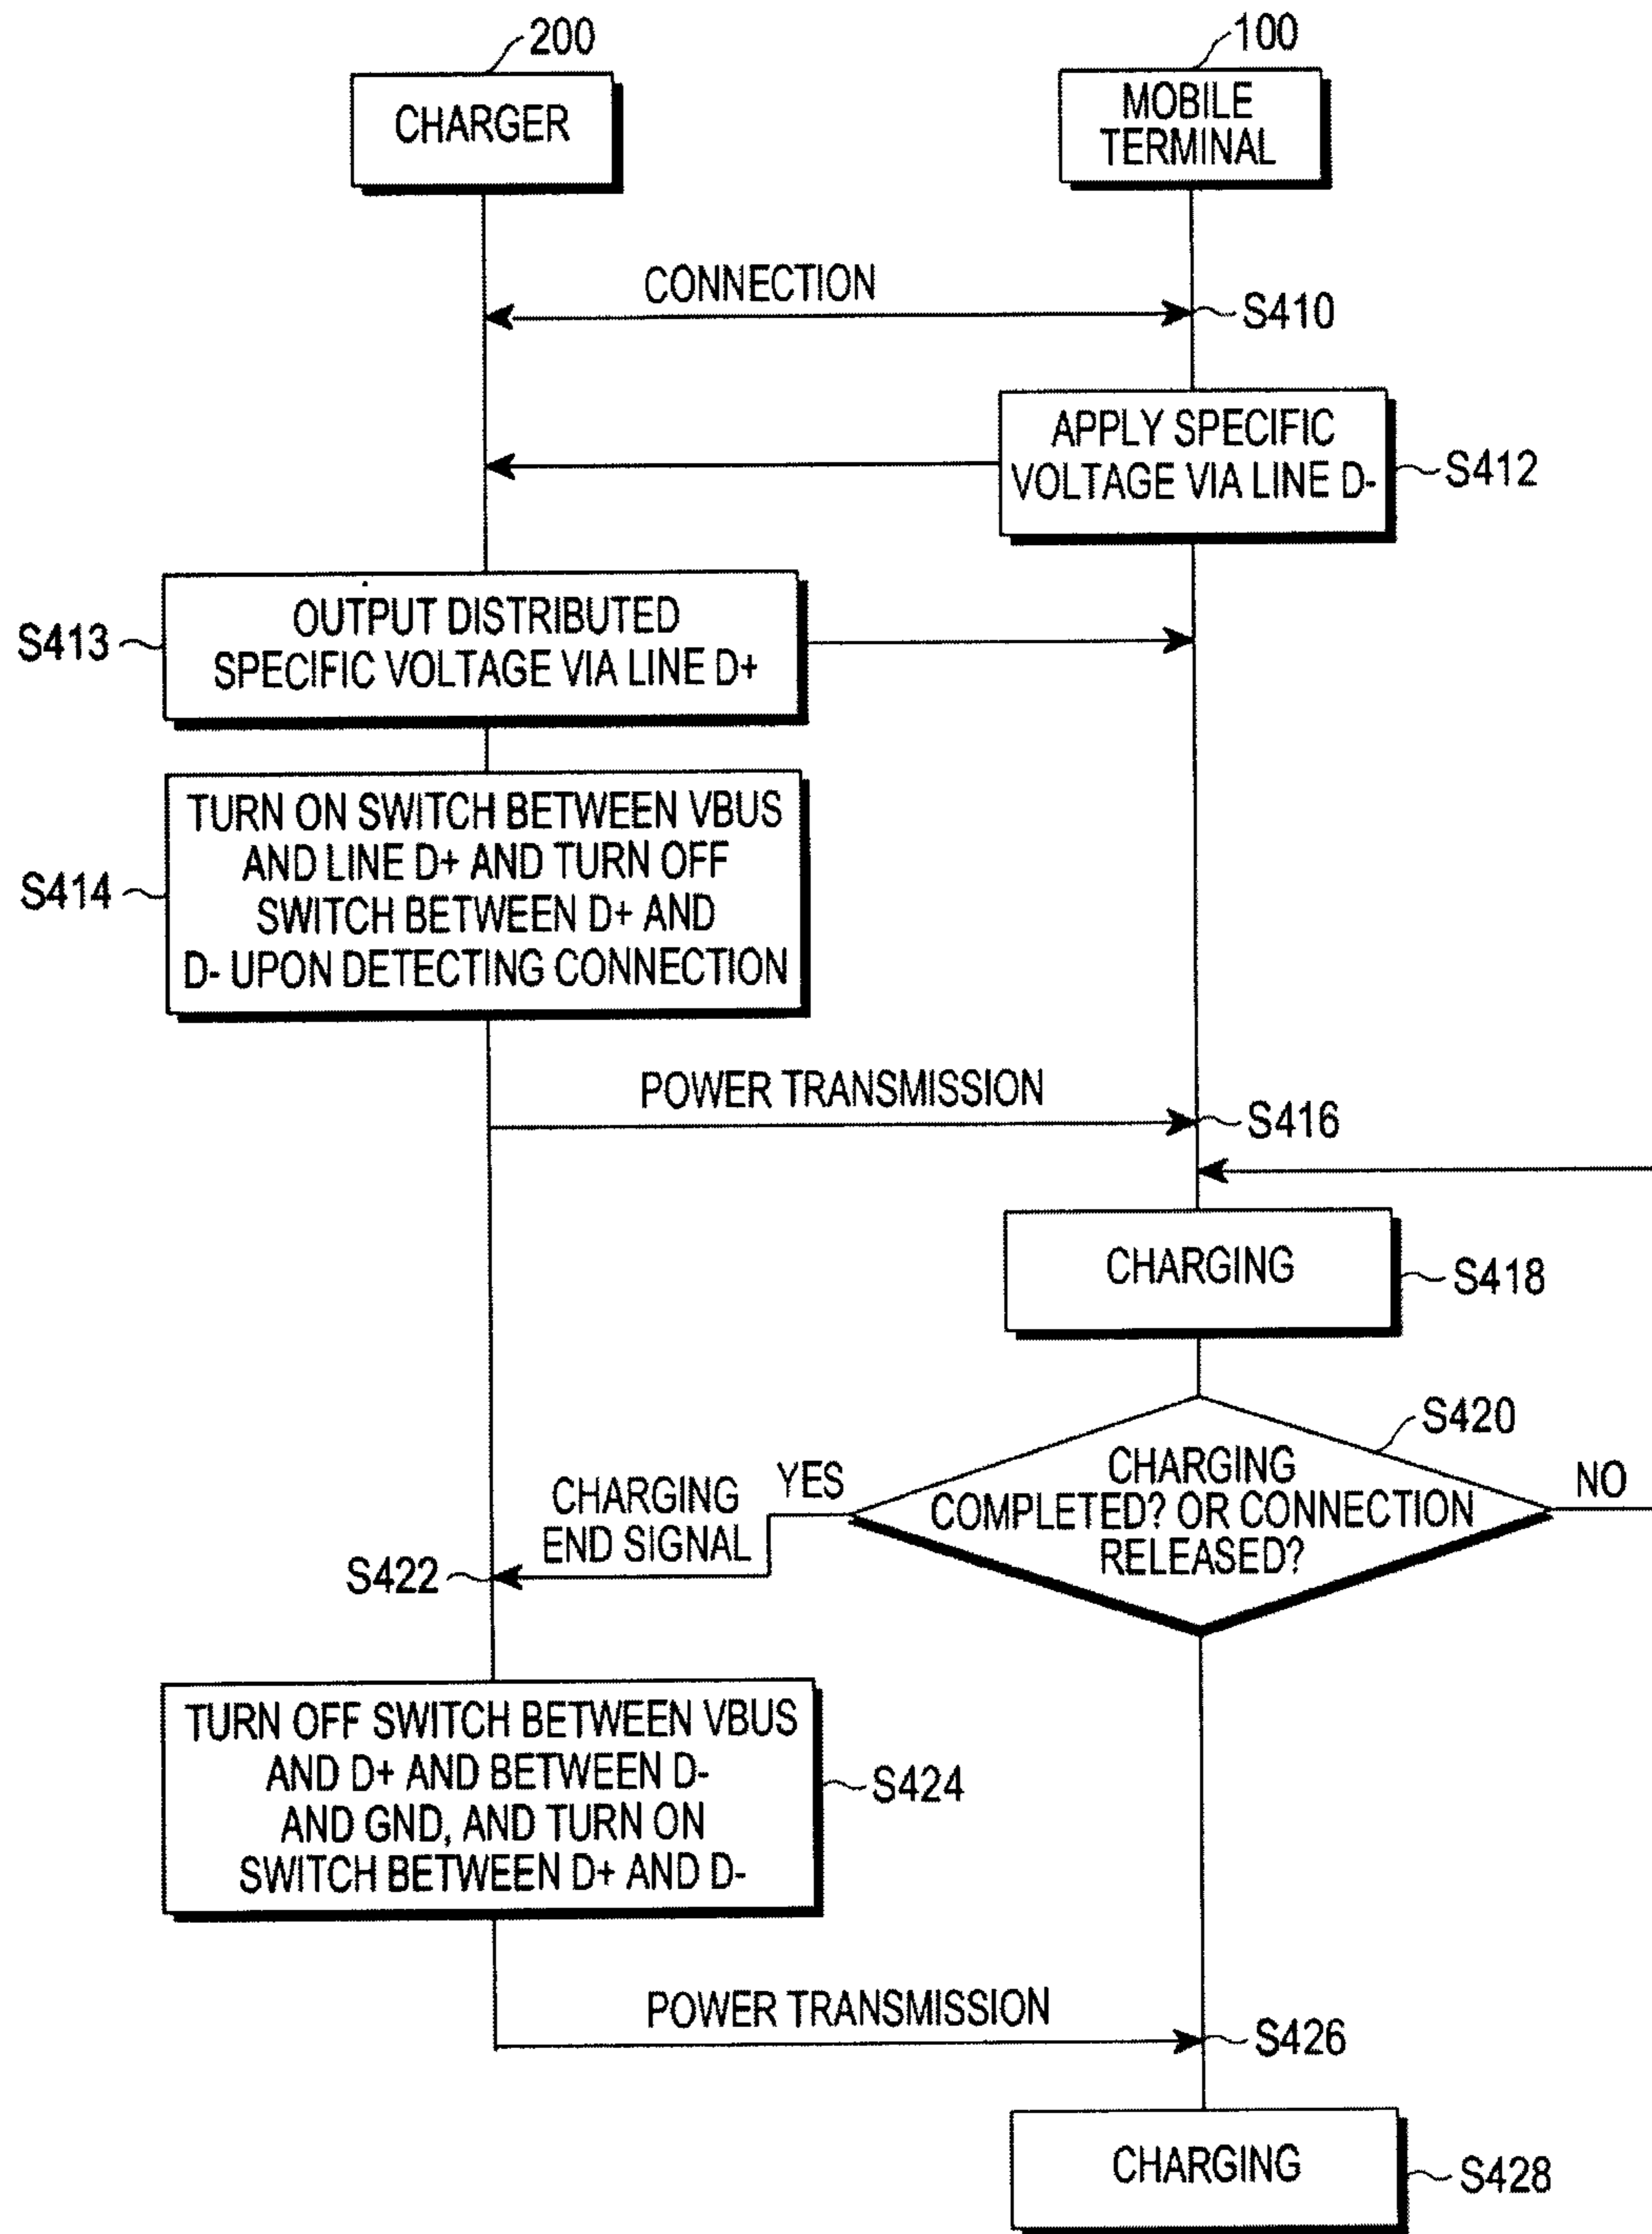 200
CHARGER
100
MOBILE
TERMINAL
CONNECTION
S410
APPLY SPECIFIC
VOLTAGE VIA LINE D-
S412
S413
OUTPUT DISTRIBUTED
SPECIFIC VOLTAGE VIA LINE D+
S414
TURN ON SWITCH BETWEEN VBUS
AND LINE D+ AND TURN OFF
SWITCH BETWEEN D+ AND
D- UPON DETECTING CONNECTION
POWER TRANSMISSION
S416
CHARGING
S418
S420
CHARGING
COMPLETED? OR CONNECTION
RELEASED?
YES
NO
CHARGING
END SIGNAL
S422
TURN OFF SWITCH BETWEEN VBUS
AND D+ AND BETWEEN D-
AND GND, AND TURN ON
SWITCH BETWEEN D+ AND D-
S424
POWER TRANSMISSION
S426
CHARGING
S428